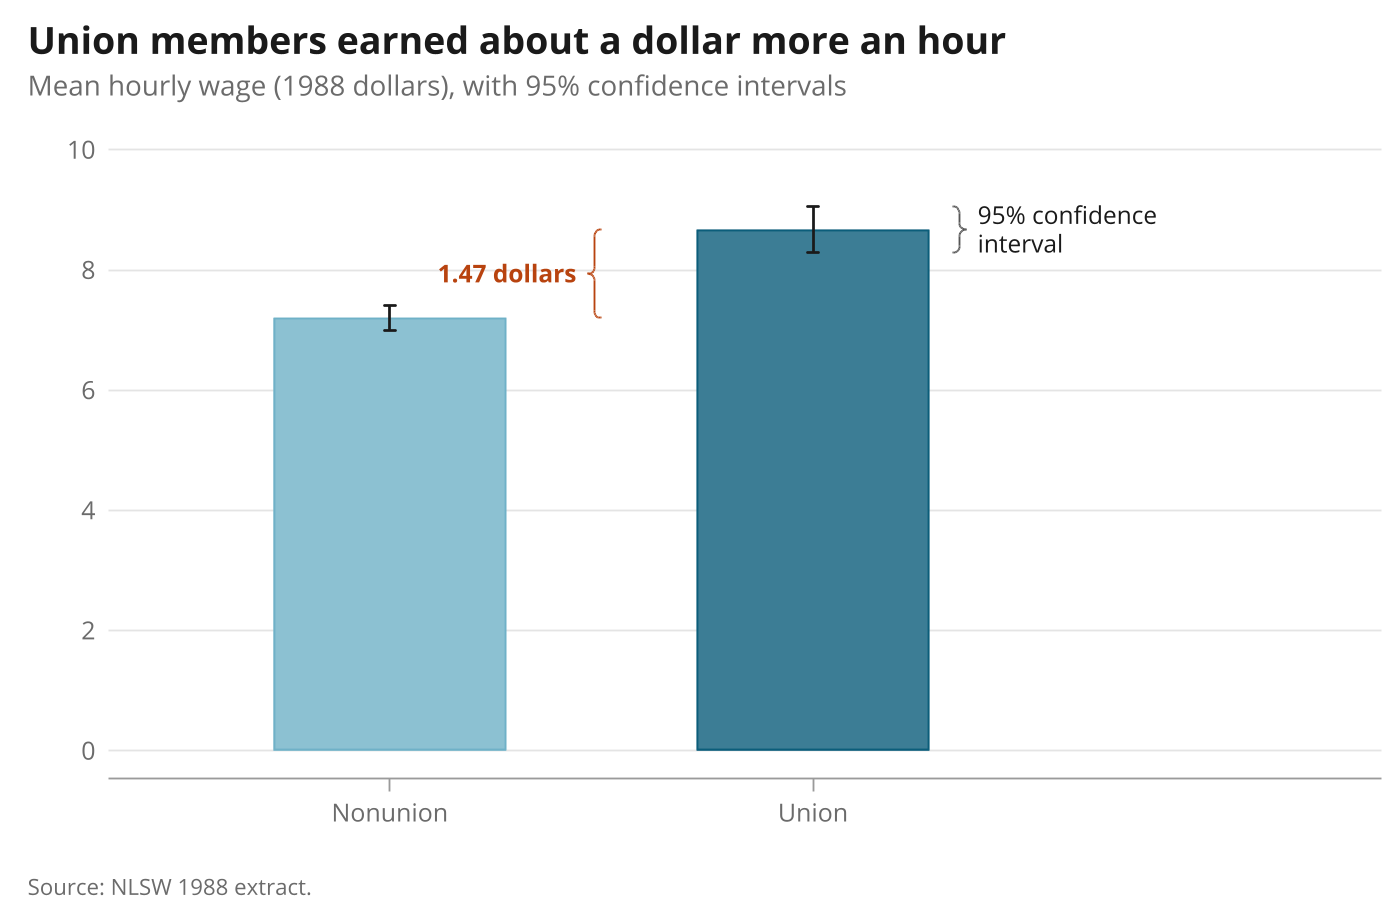 Union members earned about a dollar more an hour
Mean hourly wage (1988 dollars), with 95% confidence intervals
10
8
6
4
2
0
1.47 dollars
95% confidence
interval
Nonunion
Union
Source: NLSW 1988 extract.